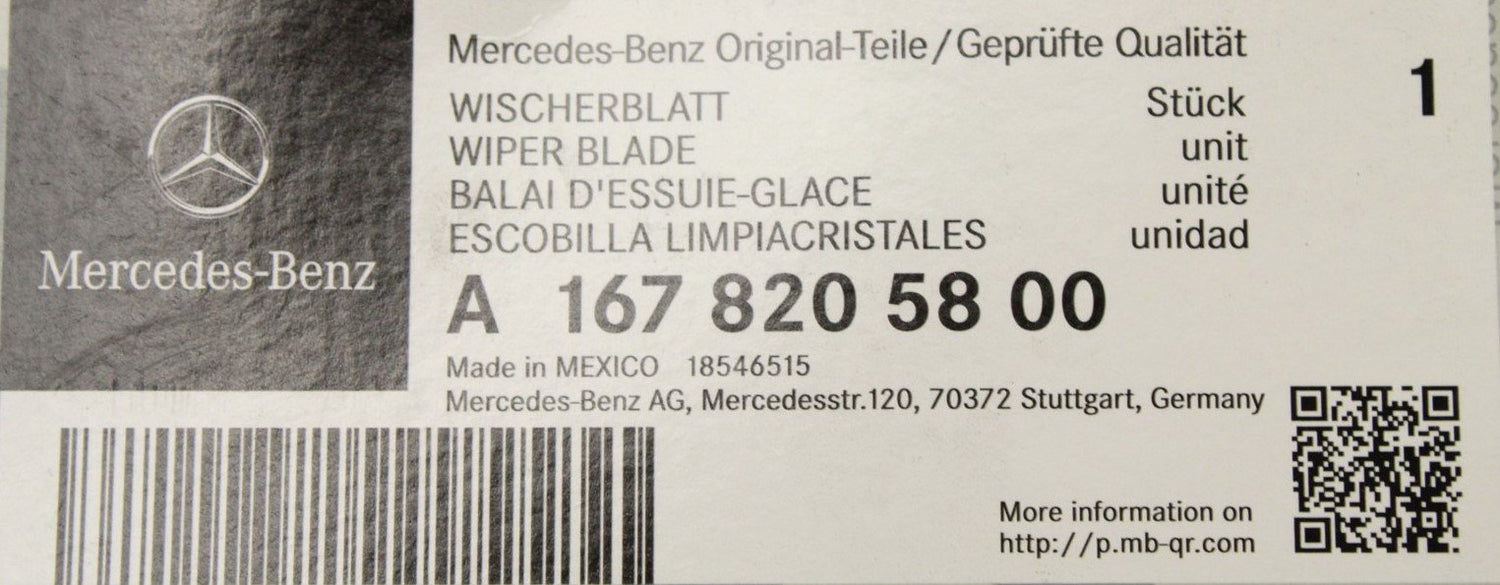 Mercedes-Benz
Mercedes-Benz Original-Teile/Geprüfte Qualität
WISCHERBLATT Stück 1
WIPER BLADE unit
BALAI D'ESSUIE-GLACE unité
ESCOBILLA LIMPIACRISTALES unidad
A 167 820 58 00
Made in MEXICO 18546515
Mercedes-Benz AG, Mercedesstr.120, 70372 Stuttgart, Germany
More information on
http://p.mb-qr.com